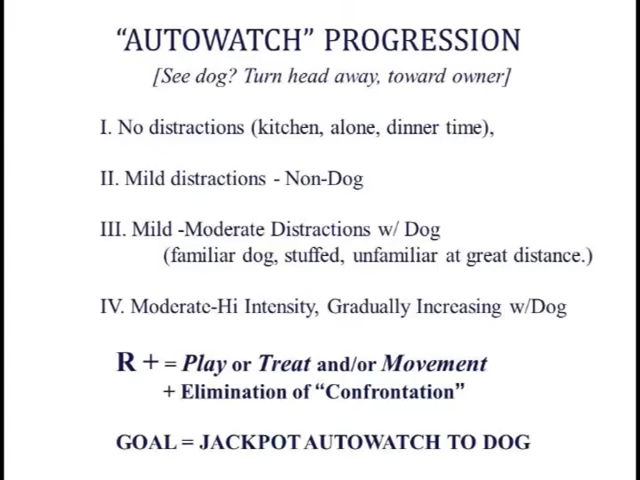 “AUTOWATCH” PROGRESSION
[See dog? Turn head away, toward owner]
I. No distractions (kitchen, alone, dinner time),
II. Mild distractions - Non-Dog
III. Mild -Moderate Distractions w/ Dog
(familiar dog, stuffed, unfamiliar at great distance.)
IV. Moderate-Hi Intensity, Gradually Increasing w/Dog
R + = Play or Treat and/or Movement
+ Elimination of “Confrontation”
GOAL = JACKPOT AUTOWATCH TO DOG